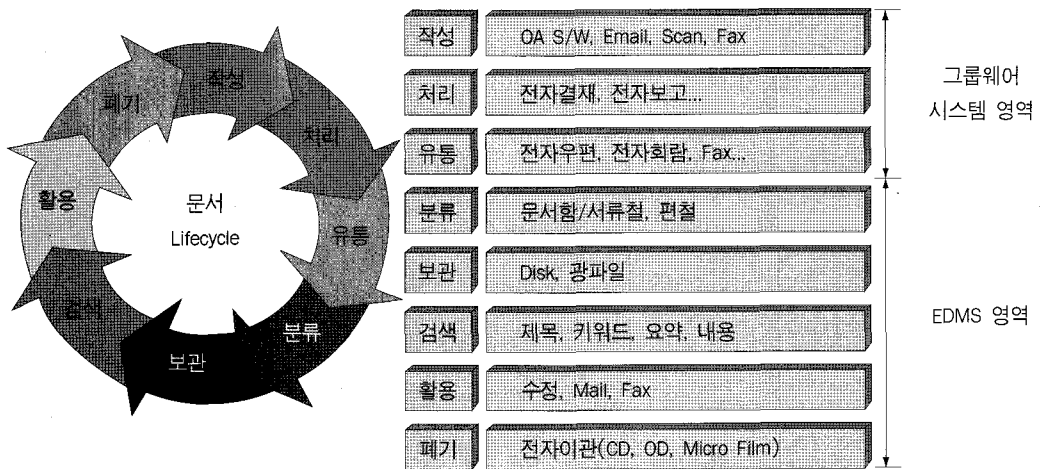 작성
처리
유통
분류
보관
검색
활용
폐기
문서
Lifecycle
작성 OA S/W, Email, Scan, Fax
처리 전자결재, 전자보고...
유통 전자우편, 전자회람, Fax...
분류 문서함/서류철, 편철
보관 Disk, 광파일
검색 제목, 키워드, 요약, 내용
활용 수정, Mail, Fax
폐기 전자이관(CD, OD, Micro Film)
그룹웨어
시스템 영역
EDMS 영역